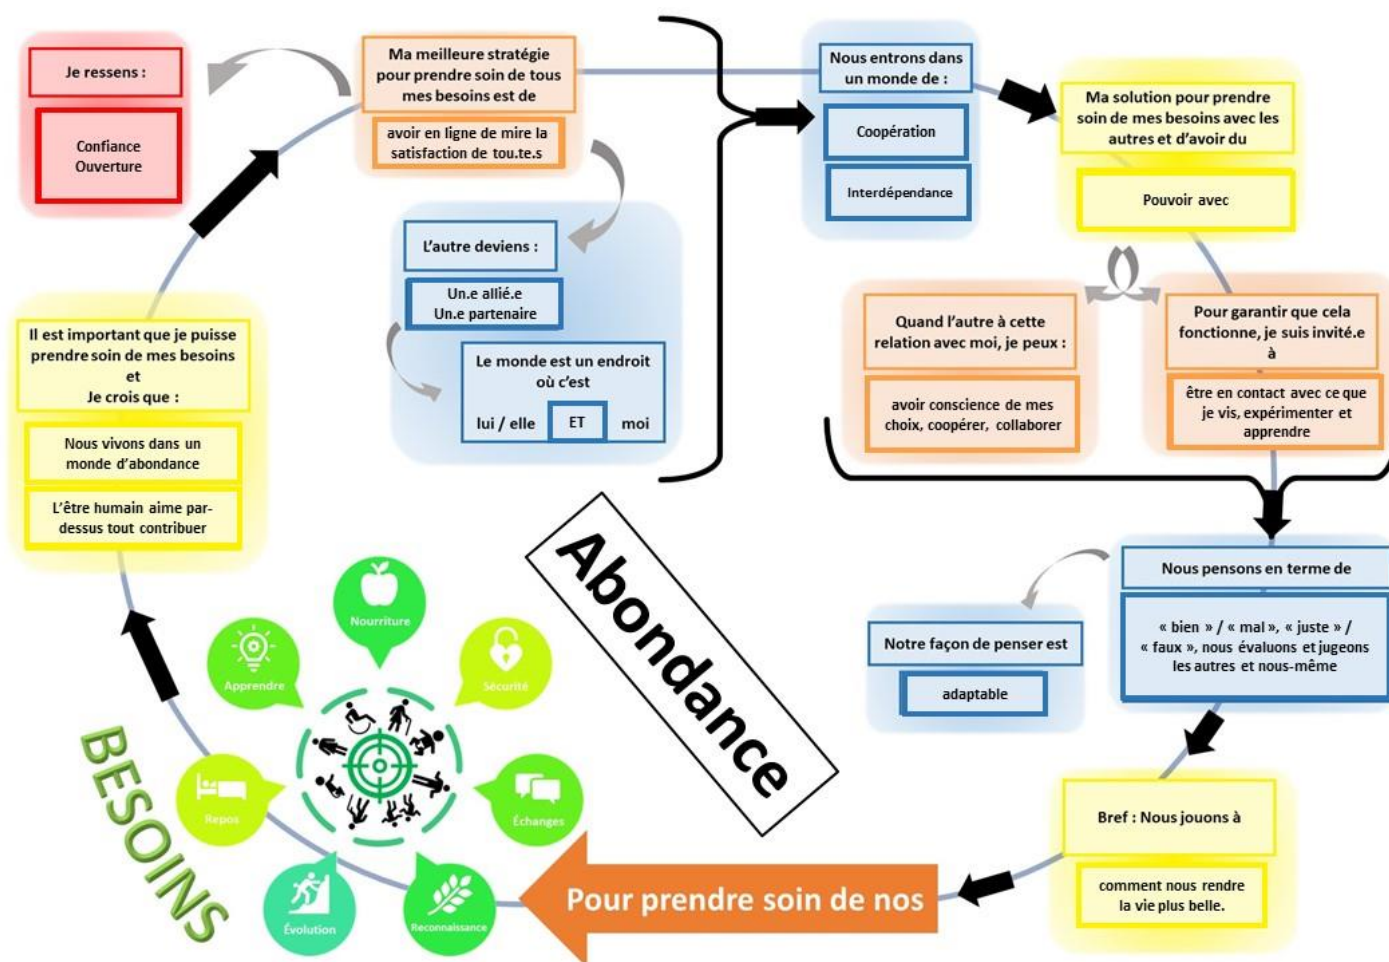 Je ressens :
Confiance
Ouverture
Ma meilleure stratégie
pour prendre soin de tous
mes besoins est de
avoir en ligne de mire la
satisfaction de tou.te.s
L'autre deviens :
Un.e allié.e
Un.e partenaire
Le monde est un endroit
où c'est
lui / elle ET moi
Nous entrons dans
un monde de :
Coopération
Interdépendance
Ma solution pour prendre
soin de mes besoins avec les
autres et d'avoir du
Pouvoir avec
Quand l'autre à cette
relation avec moi, je peux :
avoir conscience de mes
choix, coopérer, collaborer
Pour garantir que cela
fonctionne, je suis invité.e
à
être en contact avec ce que
je vis, expérimenter et
apprendre
Il est important que je puisse
prendre soin de mes besoins
et
Je crois que :
Nous vivons dans un
monde d'abondance
L'être humain aime par-
dessus tout contribuer
Nous pensons en terme de
« bien » / « mal », « juste » /
« faux », nous évaluons et jugeons
les autres et nous-même
Notre façon de penser est
adaptable
Bref : Nous jouons à
comment nous rendre
la vie plus belle.
Abondance
Pour prendre soin de nos
BESOINS
Nourriture
Sécurité
Échanges
Reconnaissance
Évolution
Repos
Apprendre